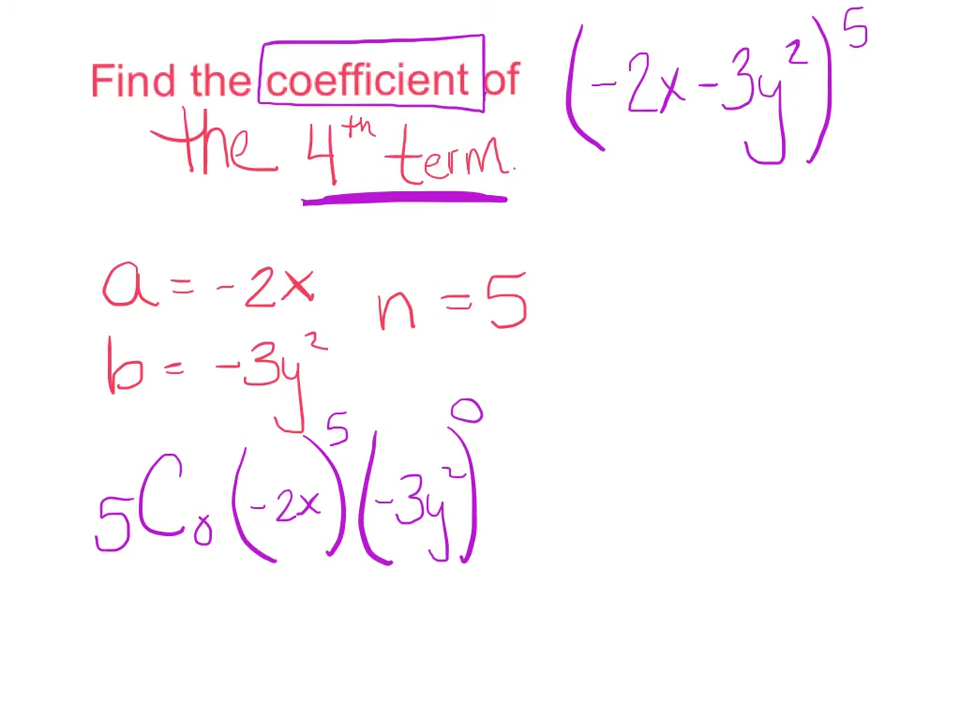 Find the coefficient of (-2x-3y²)⁵
the 4th term.
a = -2x n = 5
b = -3y²
5C0 (-2x)⁵ (-3y²)⁰